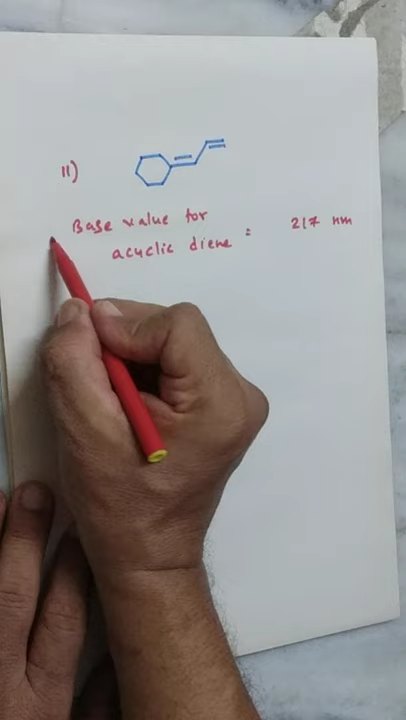 11)
Base value for
acyclic diene = 217 nm